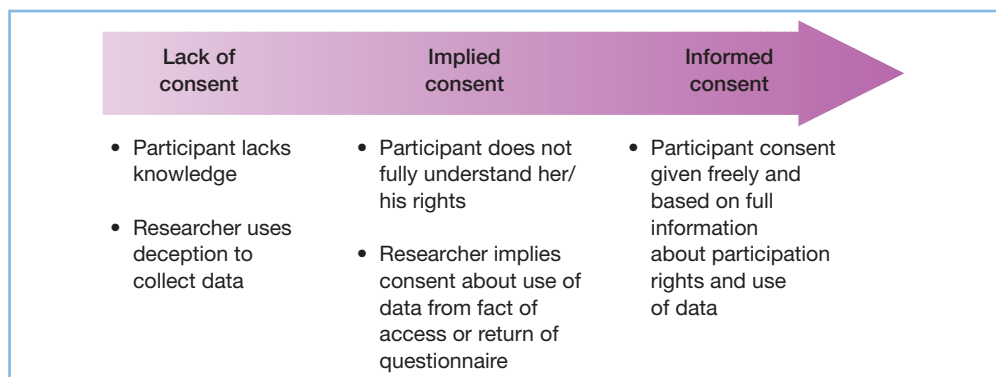 Lack of
consent
Implied
consent
Informed
consent
• Participant lacks
knowledge
• Researcher uses
deception to
collect data
• Participant does not
fully understand her/
his rights
• Researcher implies
consent about use of
data from fact of
access or return of
questionnaire
• Participant consent
given freely and
based on full
information
about participation
rights and use
of data